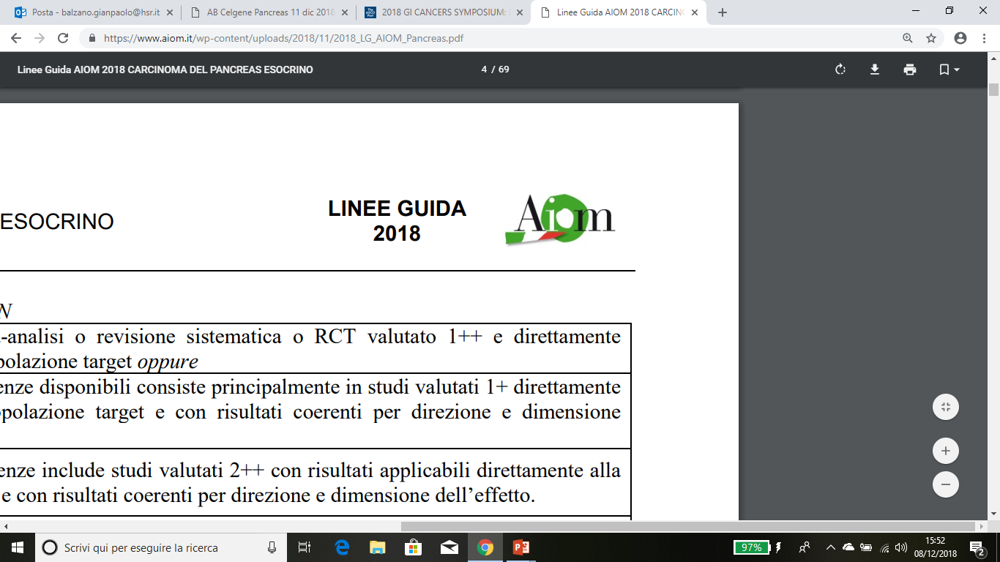 Posta - balzano.gianpaolo@hsr.it
AB Celgene Pancreas 11 dic 2018
The ASCO Post
2018 GI CANCERS SYMPOSIUM:
Linee Guida AIOM 2018 CARCINO
https://www.aiom.it/wp-content/uploads/2018/11/2018_LG_AIOM_Pancreas.pdf
Linee Guida AIOM 2018 CARCINOMA DEL PANCREAS ESOCRINO
4 / 69
ESOCRINO
LINEE GUIDA
2018
Aiom
N
-analisi o revisione sistematica o RCT valutato 1++ e direttamente
polazione target oppure
enze disponibili consiste principalmente in studi valutati 1+ direttamente
opolazione target e con risultati coerenti per direzione e dimensione
enze include studi valutati 2++ con risultati applicabili direttamente alla
e con risultati coerenti per direzione e dimensione dell’effetto.
Scrivi qui per eseguire la ricerca
97%
15:52
08/12/2018
2